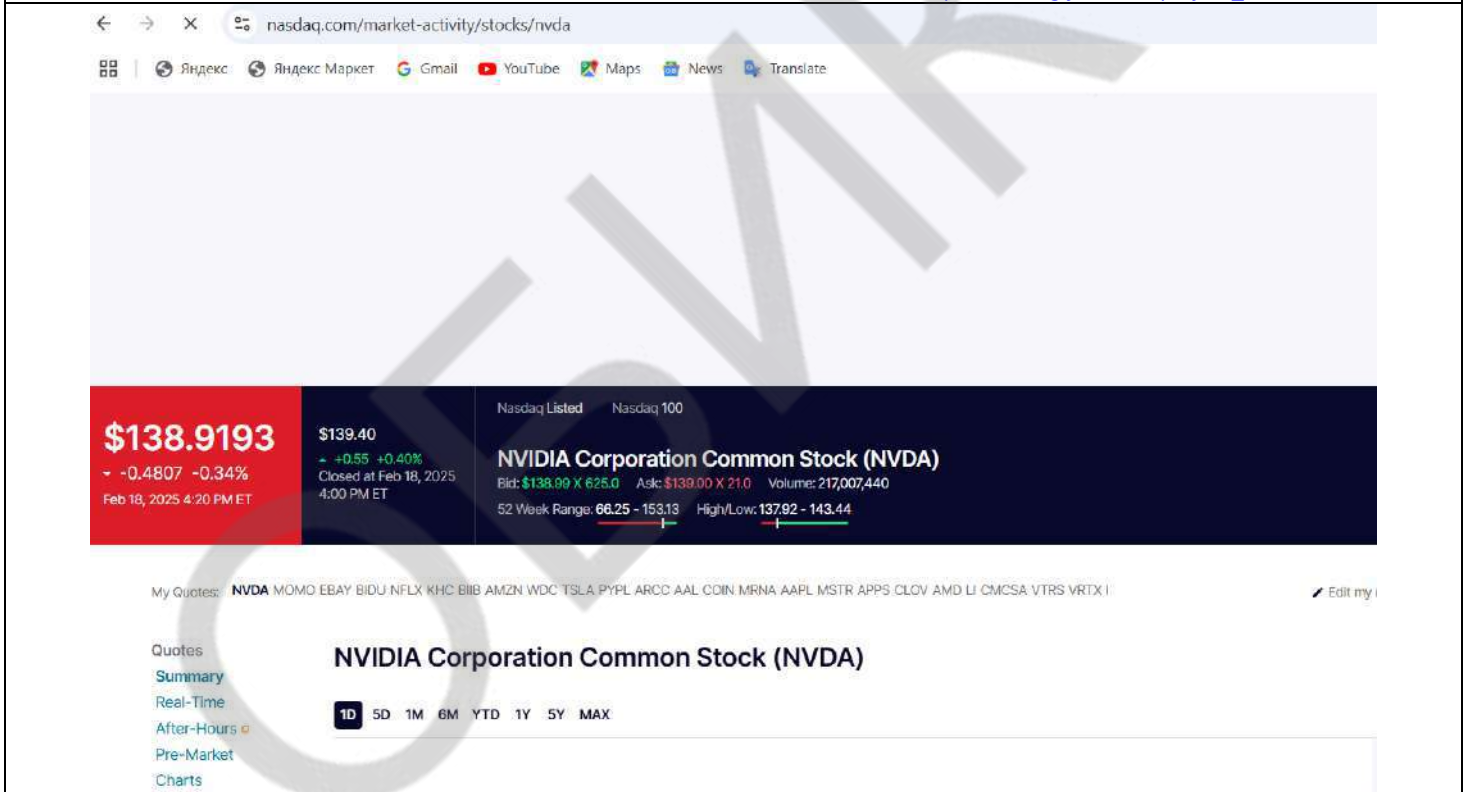 nasdaq.com/market-activity/stocks/nvda
Яндекс Яндекс Маркет Gmail YouTube Maps News Translate
Nasdaq Listed Nasdaq 100
$138.9193
-0.4807 -0.34%
Feb 18, 2025 4:20 PM ET
$139.40
+0.55 +0.40%
Closed at Feb 18, 2025
4:00 PM ET
NVIDIA Corporation Common Stock (NVDA)
Bid: $138.99 X 625.0 Ask: $139.00 X 21.0 Volume: 217,007,440
52 Week Range: 66.25 - 153.13 High/Low: 137.92 - 143.44
My Quotes: NVDA MOMO EBAY BIDU NFLX KHC BIIB AMZN WDC TSLA PYPL ARCC AAL COIN MRNA AAPL MSTR APPS CLOV AMD LI CMCSA VTRS VRTX
Edit my
Quotes
Summary
Real-Time
After-Hours
Pre-Market
Charts
NVIDIA Corporation Common Stock (NVDA)
1D 5D 1M 6M YTD 1Y 5Y MAX
ОБИК